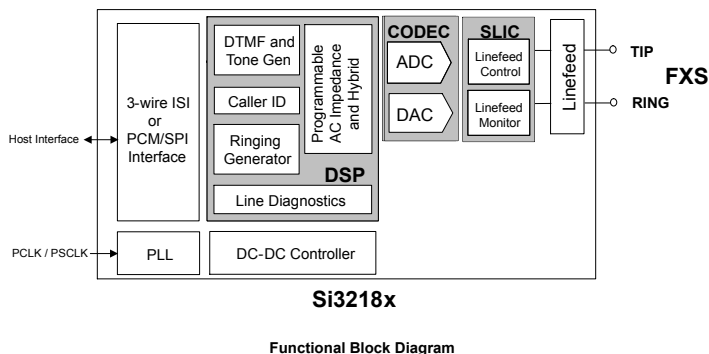 Host Interface
PCLK / PSCLK
3-wire ISI
or
PCM/SPI
Interface
PLL
DTMF and
Tone Gen
Caller ID
Ringing
Generator
Programmable
AC Impedance
and Hybrid
DSP
Line Diagnostics
DC-DC Controller
CODEC
ADC
DAC
SLIC
Linefeed
Control
Linefeed
Monitor
Linefeed
TIP
FXS
RING
Si3218x
Functional Block Diagram